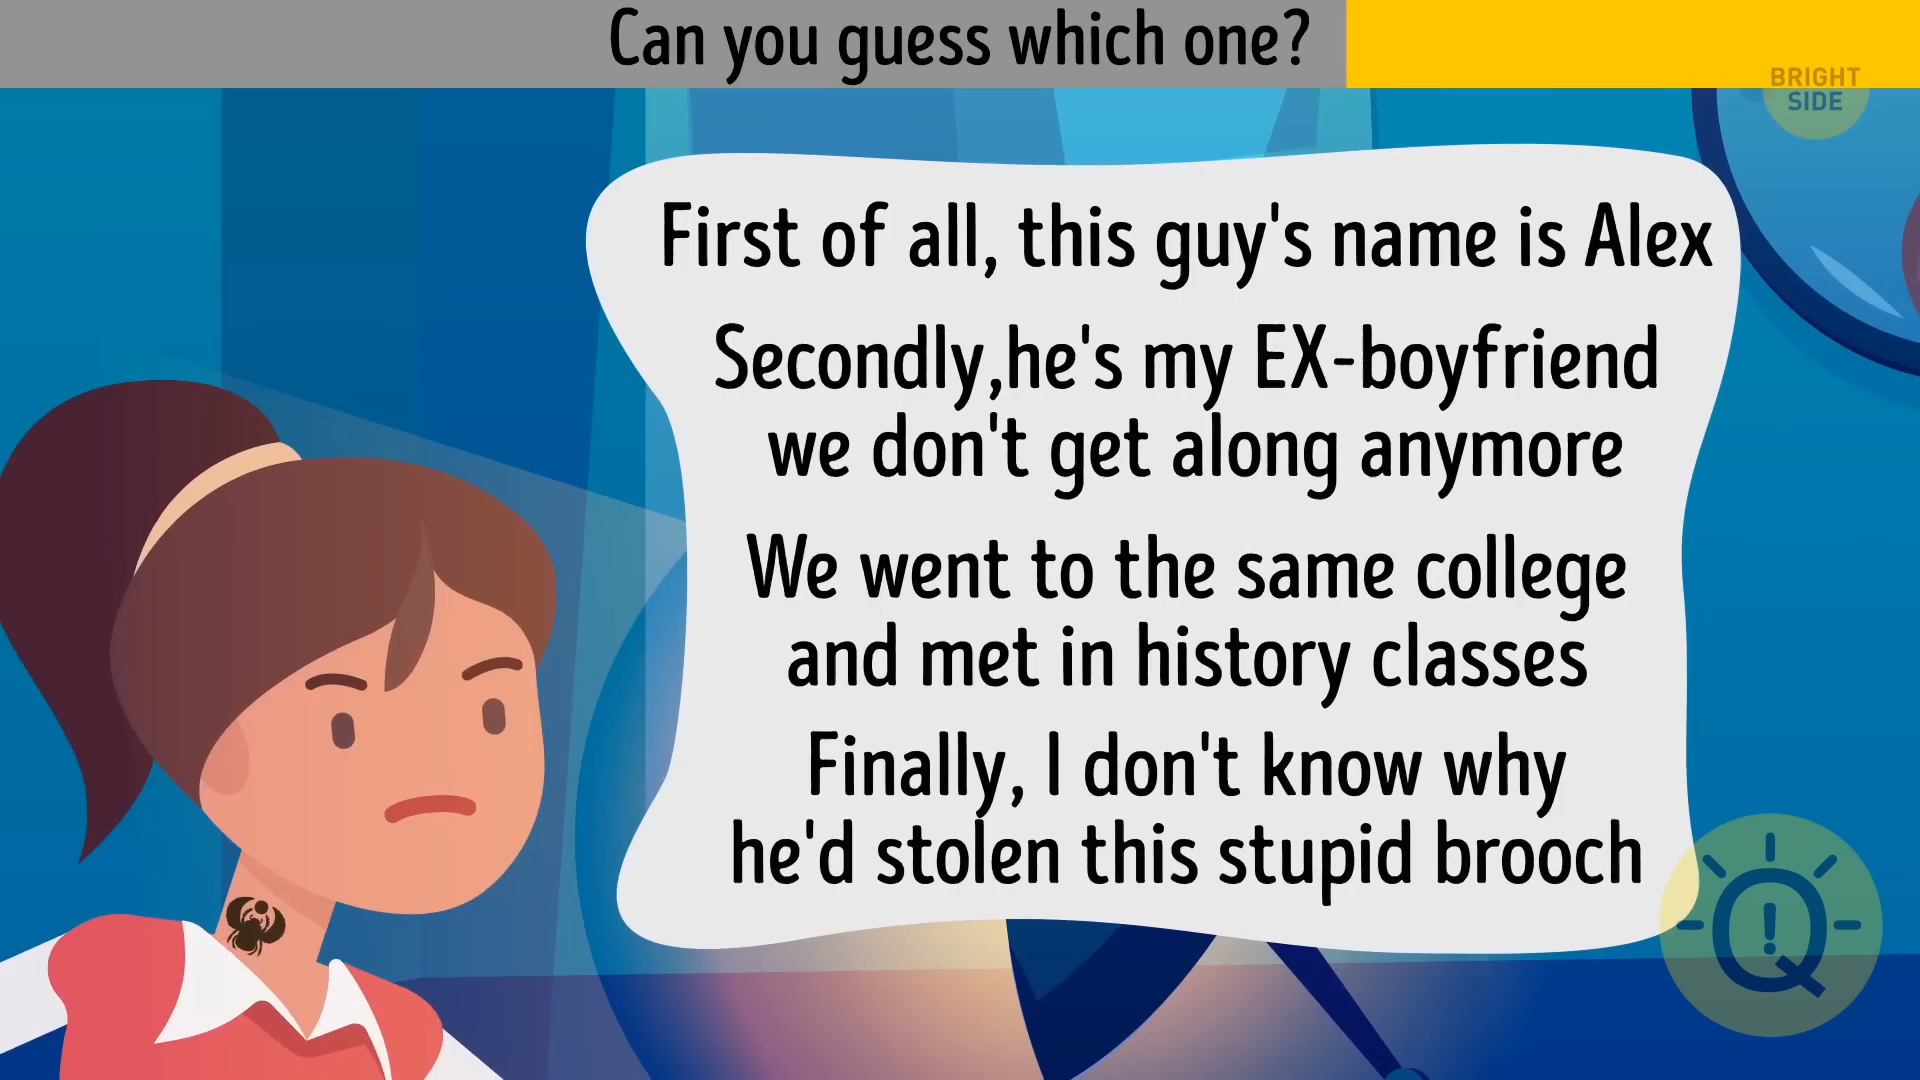 Can you guess which one?
BRIGHT
SIDE
First of all, this guy's name is Alex
Secondly,he's my EX-boyfriend
we don't get along anymore
We went to the same college
and met in history classes
Finally, I don't know why
he'd stolen this stupid brooch
Q!